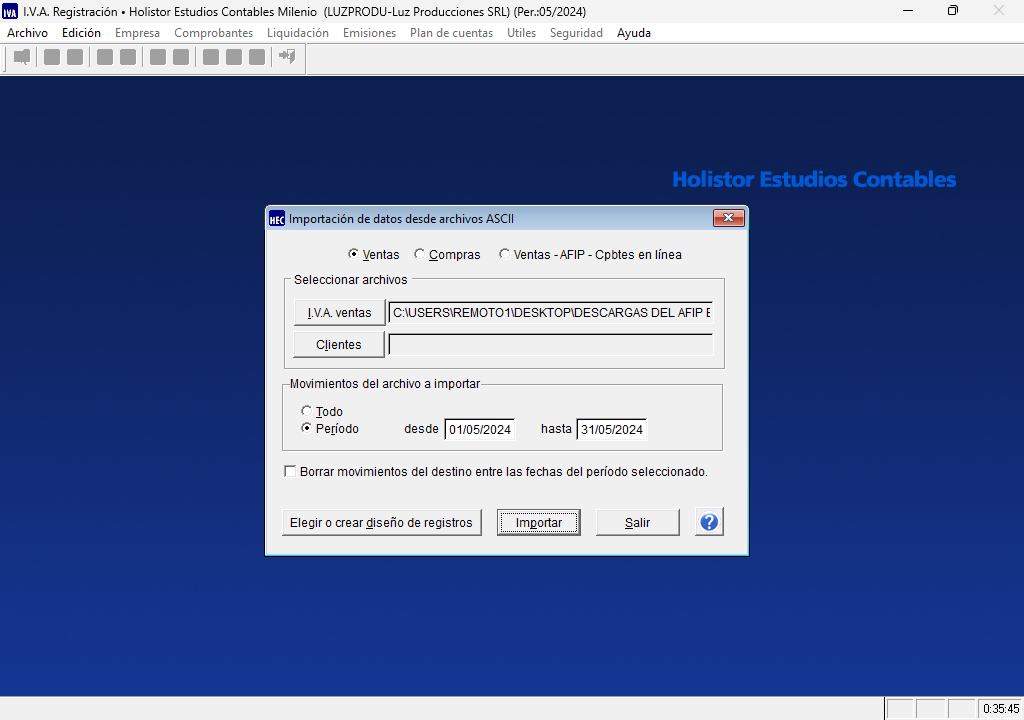 IVA I.V.A. Registración • Holistor Estudios Contables Milenio (LUZPRODU-Luz Producciones SRL) (Per.:05/2024)
Archivo Edición Empresa Comprobantes Liquidación Emisiones Plan de cuentas Utiles Seguridad Ayuda
Holistor Estudios Contables
HEC Importación de datos desde archivos ASCII
Ventas Compras Ventas - AFIP - Cpbtes en línea
Seleccionar archivos
I.V.A. ventas C:\USERS\REMOTO1\DESKTOP\DESCARGAS DEL AFIP E
Clientes
Movimientos del archivo a importar
Todo
Período desde 01/05/2024 hasta 31/05/2024
Borrar movimientos del destino entre las fechas del período seleccionado.
Elegir o crear diseño de registros Importar Salir ?
0:35:45